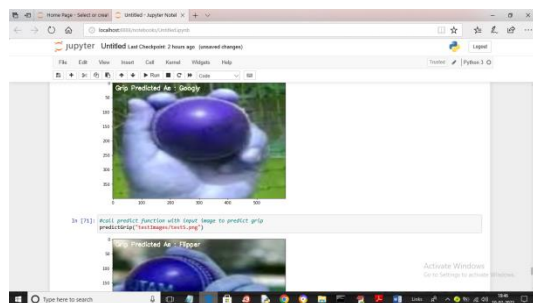 Home Page - Select or creat
Untitled - Jupyter Notel
localhost:8888/notebooks/Untitled.ipynb
jupyter Untitled Last Checkpoint: 2 hours ago (unsaved changes)
Logout
File Edit View Insert Cell Kernel Widgets Help
Trusted
Python 3
Run
Code
Grip Predicted As : Googly
50
100
150
200
250
300
350
0 100 200 300 400 500
In [71]: #call predict function with input image to predict grip
predictGrip("testImages/test5.png")
Grip Predicted As : Flipper
0
50
100
Activate Windows
Go to Settings to activate Windows.
Type here to search
Links